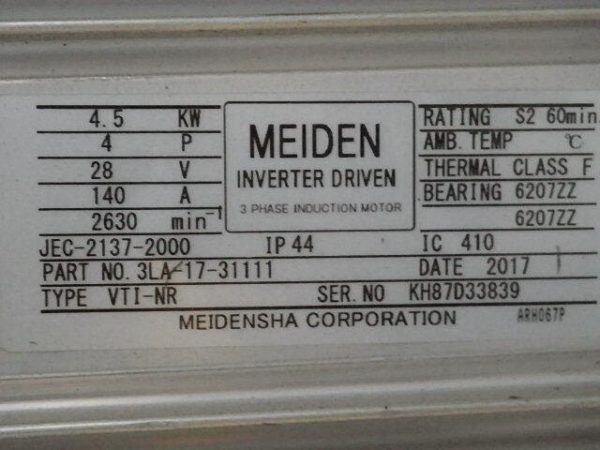 4.5 KW
4 P
28 V
140 A
2630 min⁻¹
MEIDEN
INVERTER DRIVEN
3 PHASE INDUCTION MOTOR
RATING S2 60min.
AMB. TEMP ℃
THERMAL CLASS F
BEARING 6207ZZ
6207ZZ
JEC-2137-2000 IP 44 IC 410
PART NO. 3LA-17-31111 DATE 2017
TYPE VTI-NR SER. NO KH87D33839
MEIDENSHA CORPORATION ARH067P